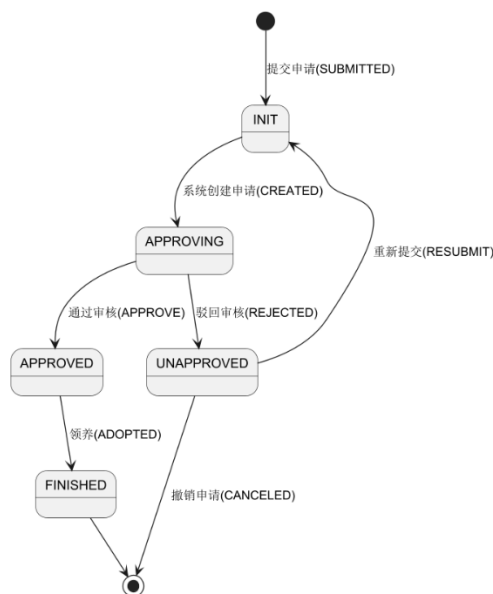 提交申请(SUBMITTED)
INIT
系统创建申请(CREATED)
APPROVING
重新提交(RESUBMIT)
通过审核(APPROVE)
驳回审核(REJECTED)
APPROVED
UNAPPROVED
领养(ADOPTED)
FINISHED
撤销申请(CANCELED)